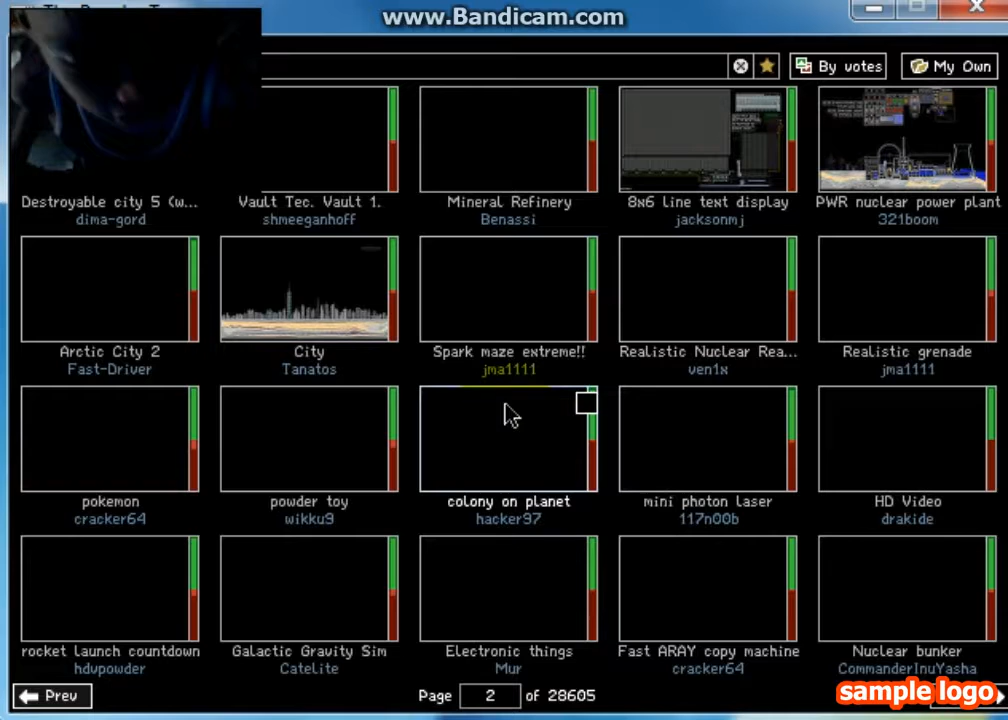 www.Bandicam.com
By votes
My Own
Destroyable city 5 (w...
dima-gord
Vault Tec. Vault 1.
shmeeganhoff
Mineral Refinery
Benassi
8x6 line text display
jacksonmj
PWR nuclear power plant
321boom
Arctic City 2
Fast-Driver
City
Tanatos
Spark maze extreme!!
jma1111
Realistic Nuclear Rea...
ven1x
Realistic grenade
jma1111
pokemon
cracker64
powder toy
wikku9
colony on planet
hacker97
mini photon laser
117n00b
HD Video
drakide
rocket launch countdown
hdvpowder
Galactic Gravity Sim
Catelite
Electronic things
Mur
Fast ARAY copy machine
cracker64
Nuclear bunker
CommanderInuYasha
Prev
Page 2 of 28605
sample logo